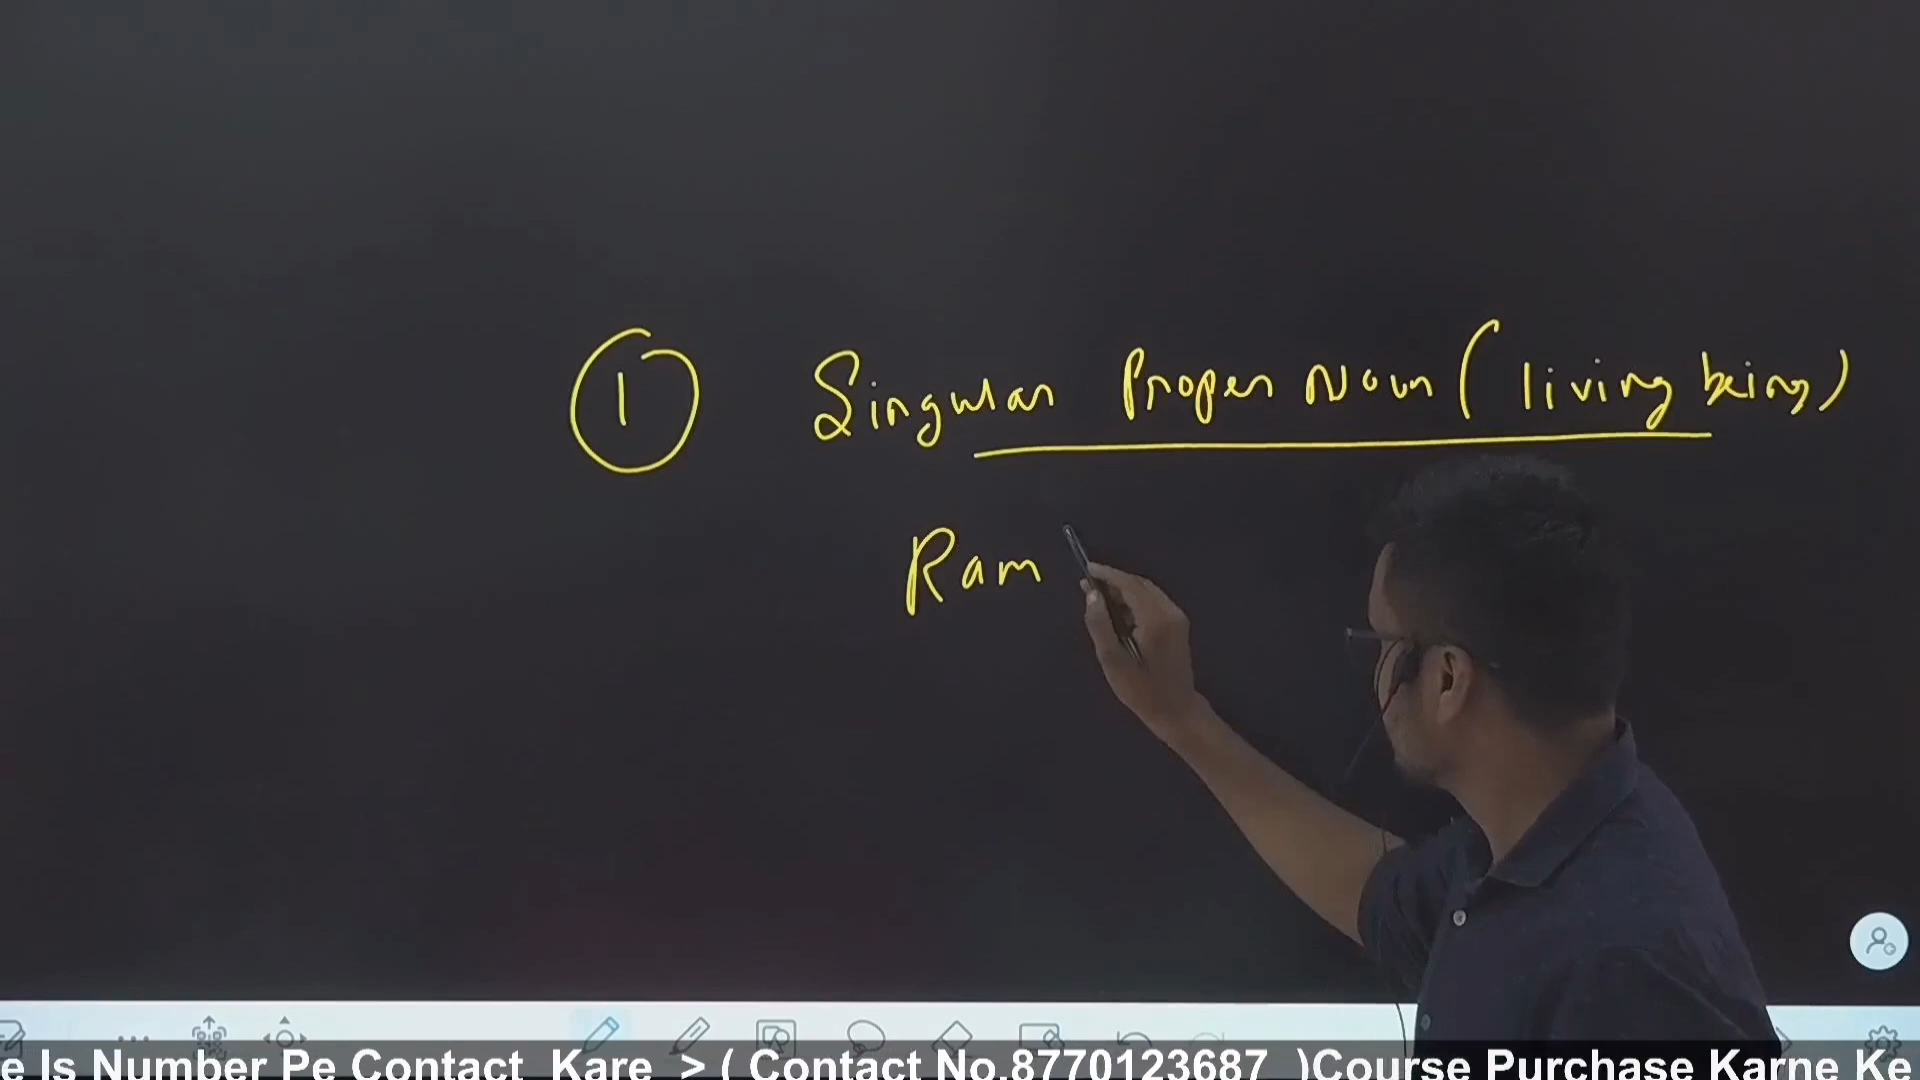 1 Singular Proper Noun (living being)
Ram
e Is Number Pe Contact Kare > ( Contact No.8770123687 )Course Purchase Karne Ke